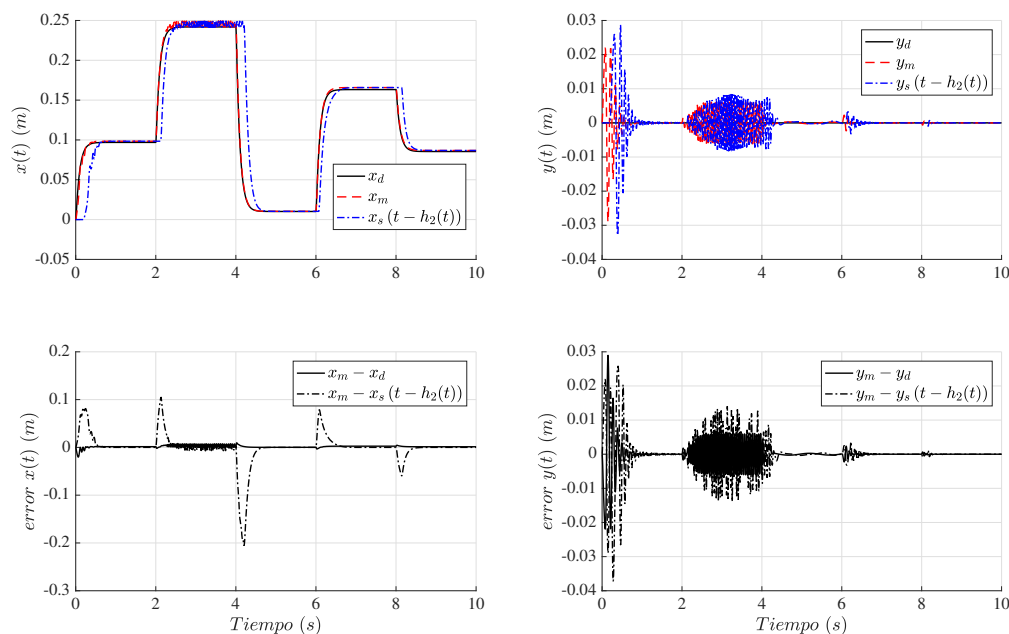 x(t) (m)
0.25
0.2
0.15
0.1
0.05
0
-0.05
0 2 4 6 8 10
x_d
x_m
x_s (t − h_2(t))
y(t) (m)
0.03
0.02
0.01
0
-0.01
-0.02
-0.03
-0.04
0 2 4 6 8 10
y_d
y_m
y_s (t − h_2(t))
error x(t) (m)
0.2
0.1
0
-0.1
-0.2
-0.3
0 2 4 6 8 10
Tiempo (s)
x_m − x_d
x_m − x_s (t − h_2(t))
error y(t) (m)
0.03
0.02
0.01
0
-0.01
-0.02
-0.03
-0.04
0 2 4 6 8 10
Tiempo (s)
y_m − y_d
y_m − y_s (t − h_2(t))